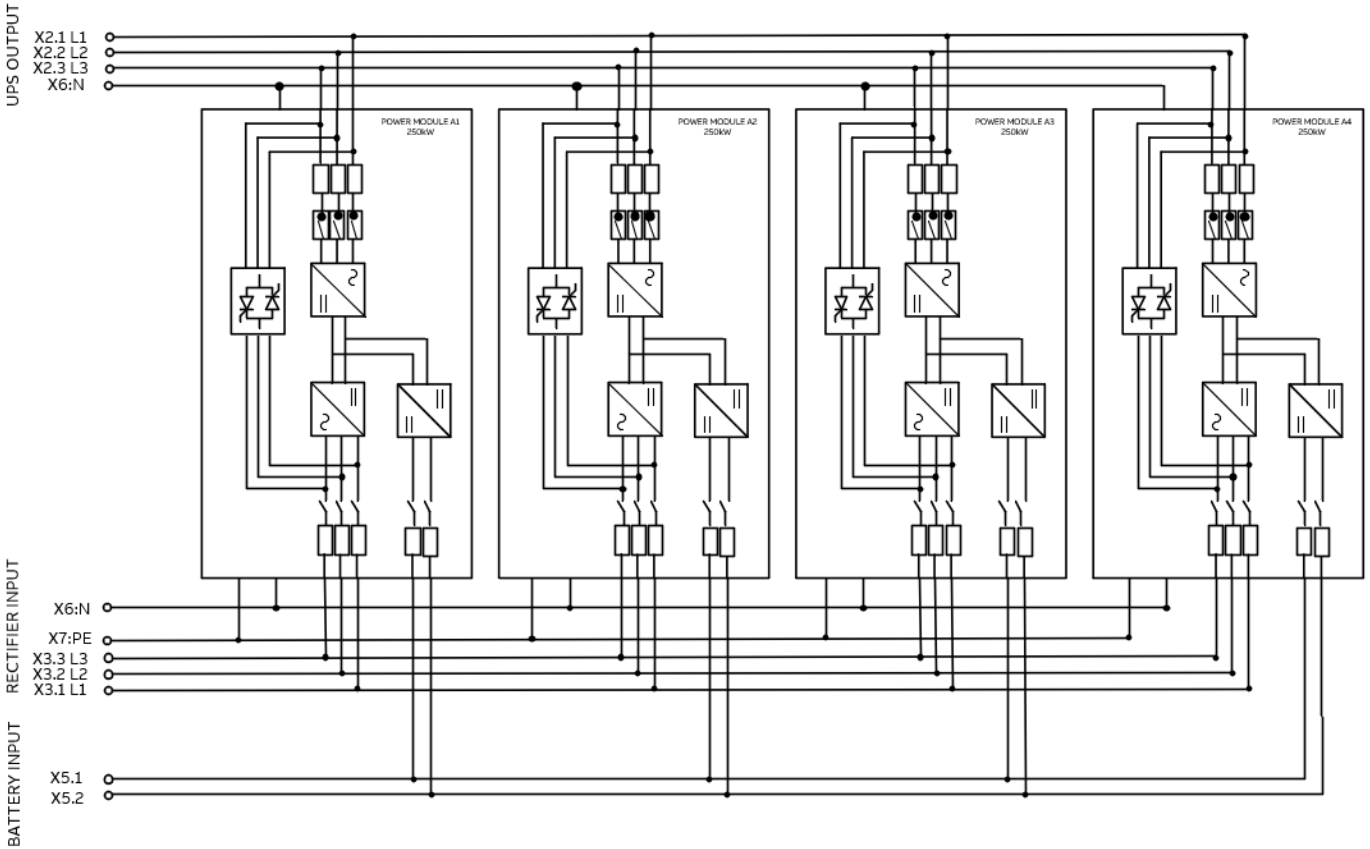 UPS OUTPUT
X2.1 L1
X2.2 L2
X2.3 L3
X6:N
POWER MODULE A1
250kW
POWER MODULE A2
250kW
POWER MODULE A3
250kW
POWER MODULE A4
250kW
RECTIFIER INPUT
X6:N
X7:PE
X3.3 L3
X3.2 L2
X3.1 L1
BATTERY INPUT
X5.1
X5.2